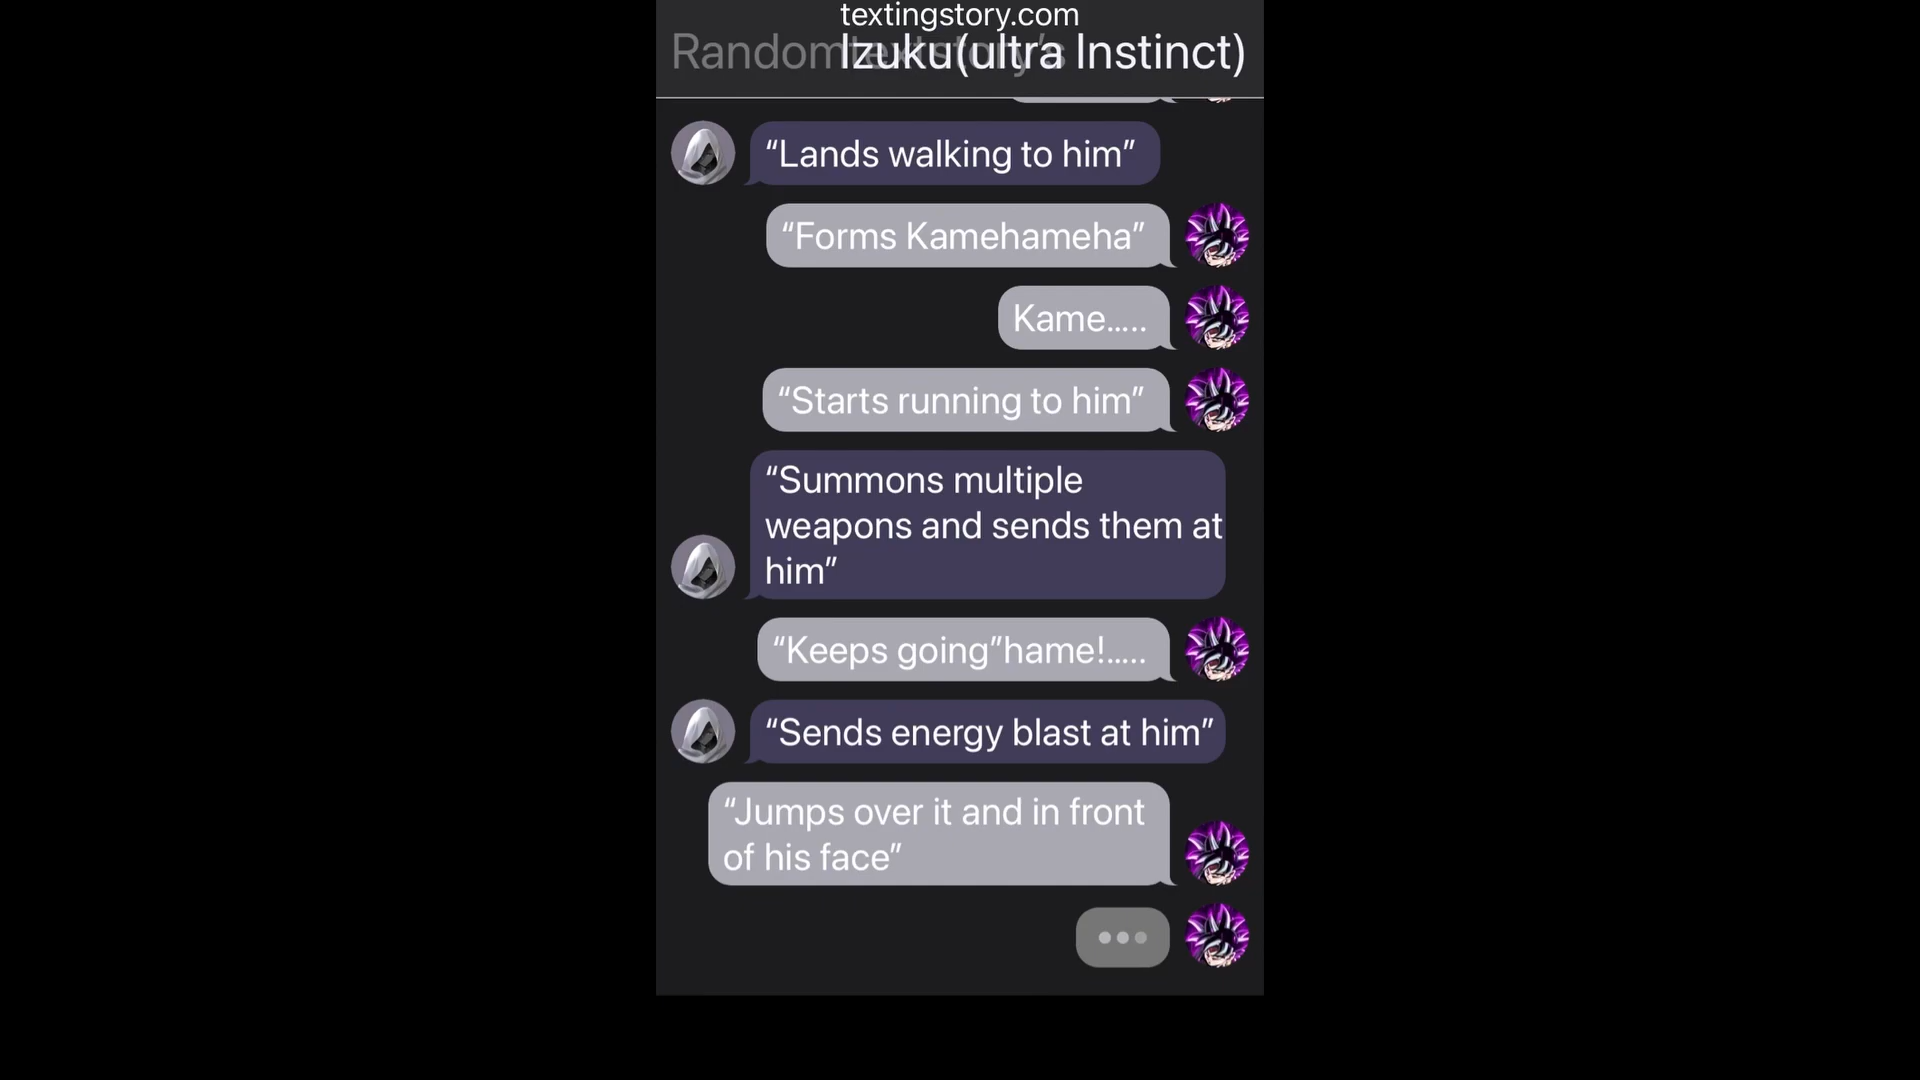 textingstory.com
Randomtextstory's
Izuku(ultra Instinct)
“Lands walking to him”
“Forms Kamehameha”
Kame.....
“Starts running to him”
“Summons multiple
weapons and sends them at
him”
“Keeps going”hame!.....
“Sends energy blast at him”
“Jumps over it and in front
of his face”